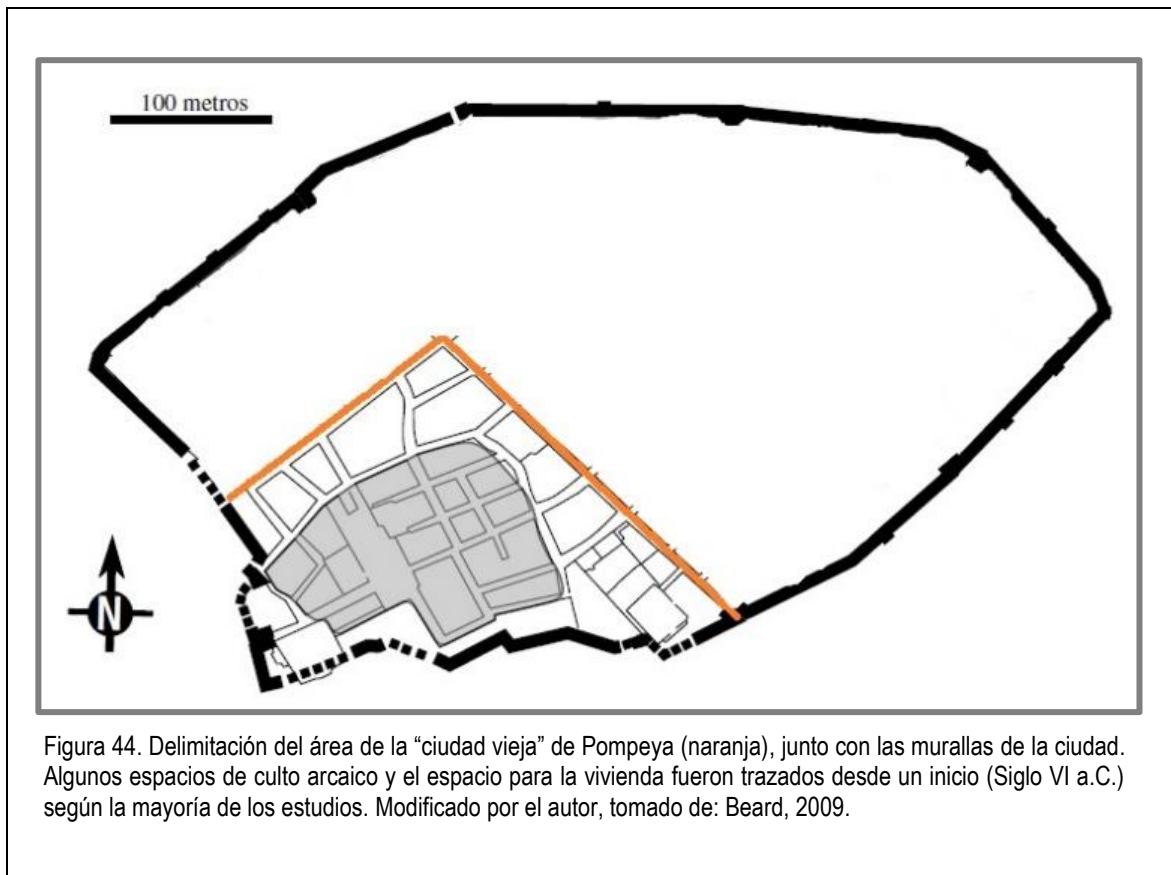 100 metros
N
Figura 44. Delimitación del área de la “ciudad vieja” de Pompeya (naranja), junto con las murallas de la ciudad.
Algunos espacios de culto arcaico y el espacio para la vivienda fueron trazados desde un inicio (Siglo VI a.C.)
según la mayoría de los estudios. Modificado por el autor, tomado de: Beard, 2009.